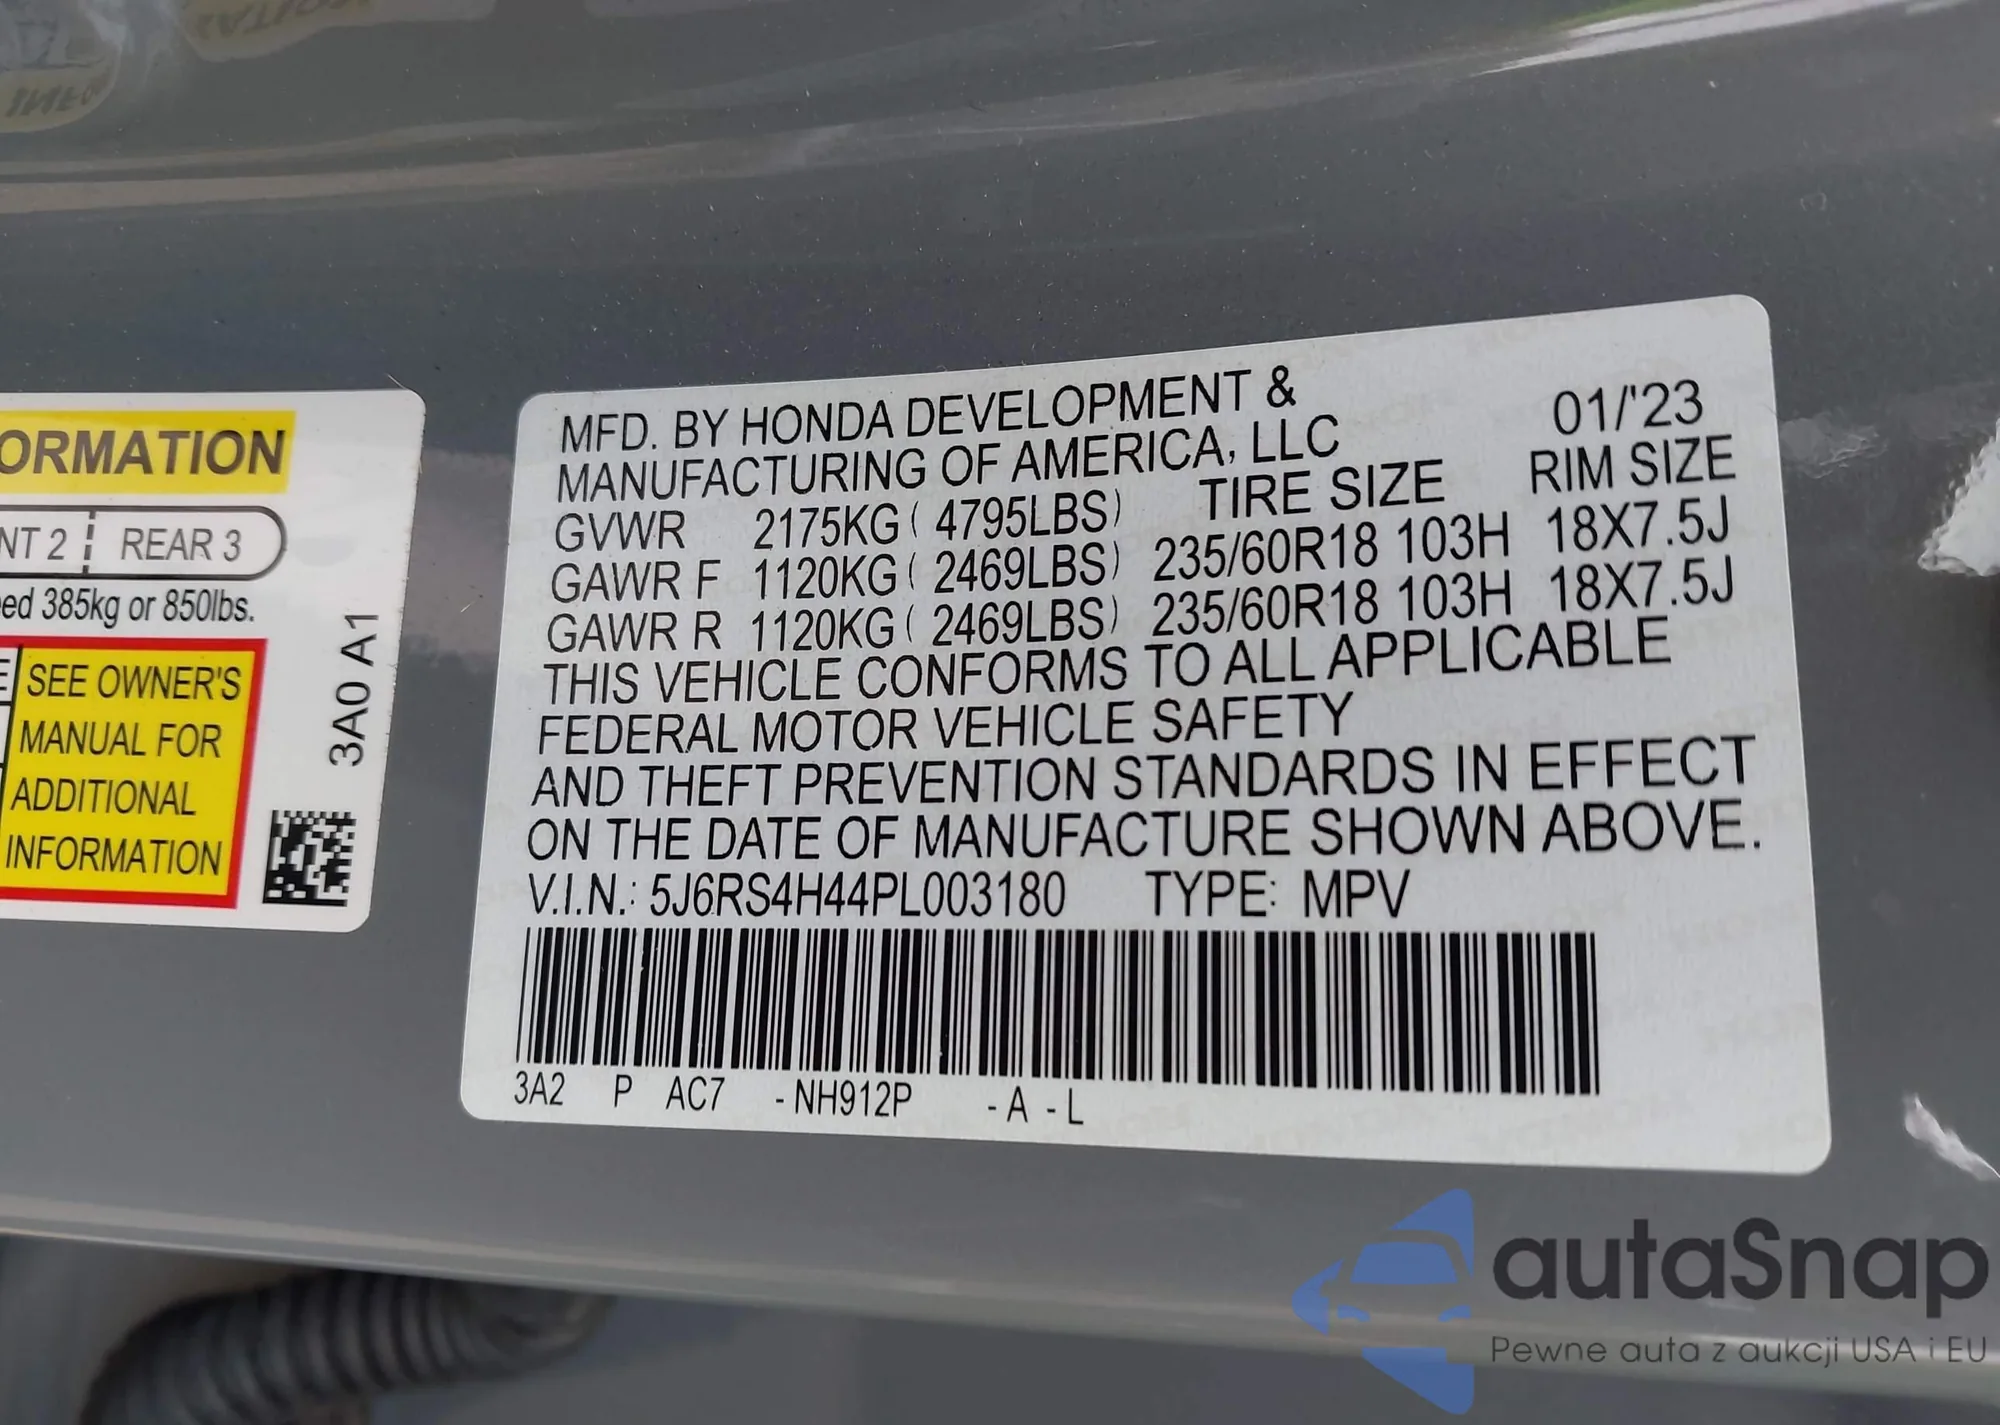 ORMATION
NT 2 REAR 3
ed 385kg or 850lbs.
SEE OWNER'S
MANUAL FOR
ADDITIONAL
INFORMATION
3A0 A1
MFD. BY HONDA DEVELOPMENT &
MANUFACTURING OF AMERICA, LLC 01/'23
GVWR 2175KG ( 4795LBS) TIRE SIZE RIM SIZE
GAWR F 1120KG ( 2469LBS) 235/60R18 103H 18X7.5J
GAWR R 1120KG ( 2469LBS) 235/60R18 103H 18X7.5J
THIS VEHICLE CONFORMS TO ALL APPLICABLE
FEDERAL MOTOR VEHICLE SAFETY
AND THEFT PREVENTION STANDARDS IN EFFECT
ON THE DATE OF MANUFACTURE SHOWN ABOVE.
V.I.N.: 5J6RS4H44PL003180 TYPE: MPV
3A2 P AC7 - NH912P - A - L
autaSnap
Pewne auta z aukcji USA i EU